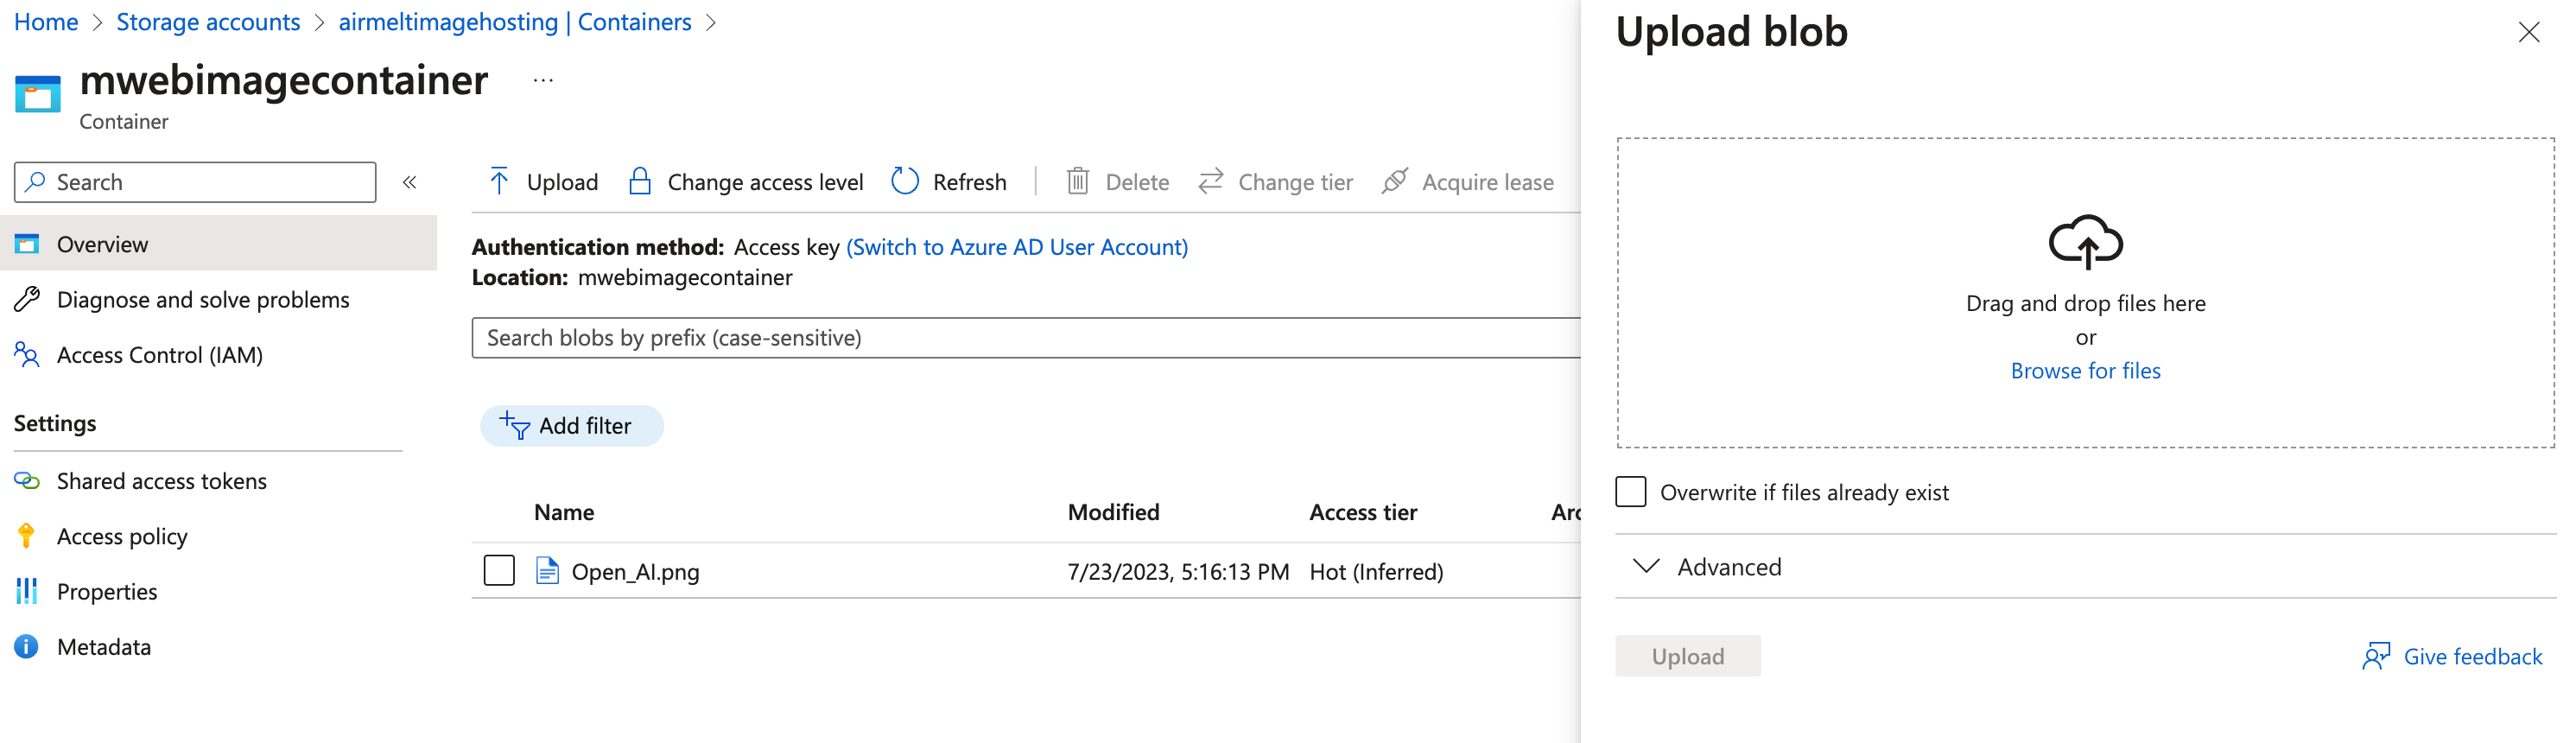 Home > Storage accounts > airmeltimagehosting | Containers >
mwebimagecontainer ...
Container
Search «
Overview
Diagnose and solve problems
Access Control (IAM)
Settings
Shared access tokens
Access policy
Properties
Metadata
Upload Change access level Refresh Delete Change tier Acquire lease
Authentication method: Access key (Switch to Azure AD User Account)
Location: mwebimagecontainer
Search blobs by prefix (case-sensitive)
Add filter
Name Modified Access tier
Open_AI.png 7/23/2023, 5:16:13 PM Hot (Inferred)
Upload blob
Drag and drop files here
or
Browse for files
Overwrite if files already exist
Advanced
Upload Give feedback